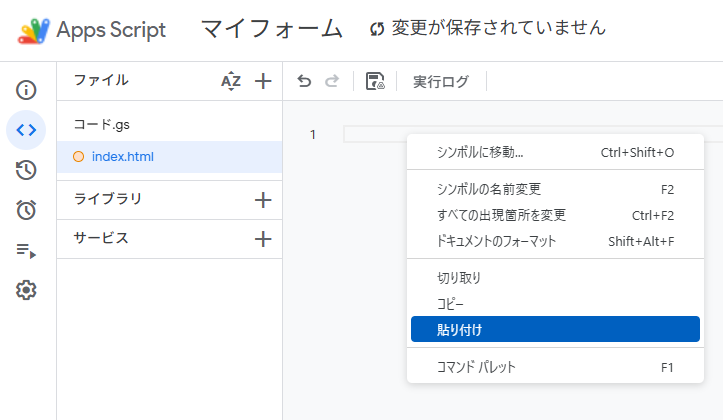 Apps Script マイフォーム 変更が保存されていません
ファイル AZ 実行ログ
コード.gs
index.html
ライブラリ
サービス
1
シンボルに移動... Ctrl+Shift+O
シンボルの名前変更 F2
すべての出現箇所を変更 Ctrl+F2
ドキュメントのフォーマット Shift+Alt+F
切り取り
コピー
貼り付け
コマンド パレット F1